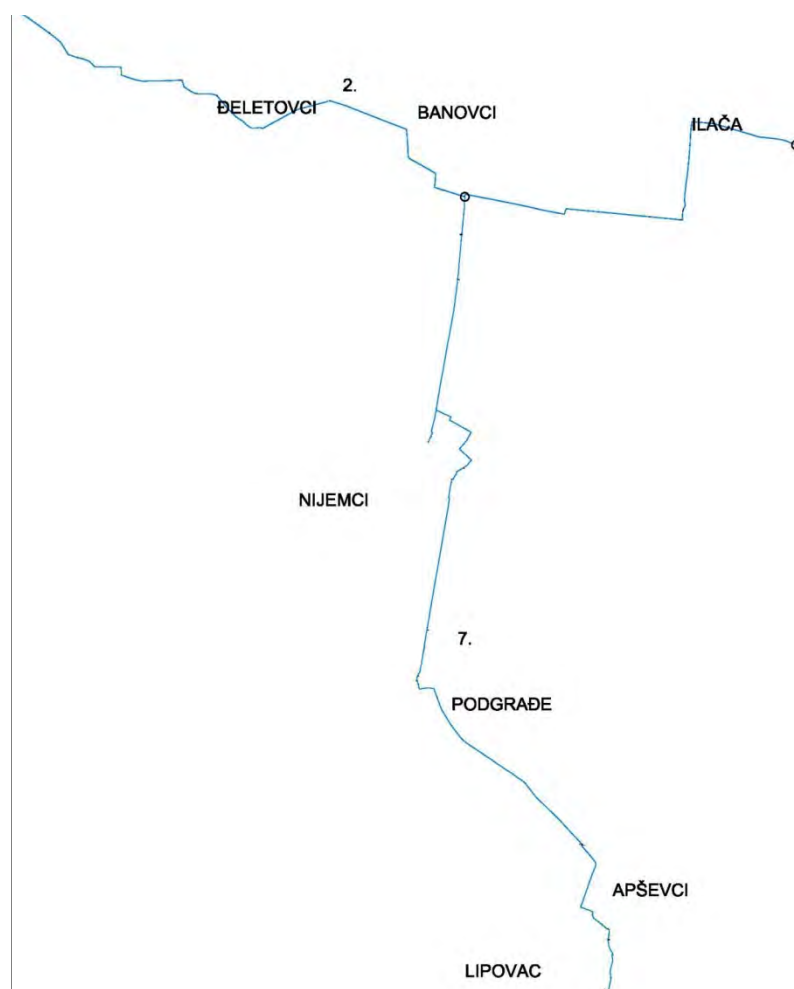 2.
ĐELETOVCI
BANOVCI
ILAČA
NIJEMCI
7.
PODGRAĐE
APŠEVCI
LIPOVAC